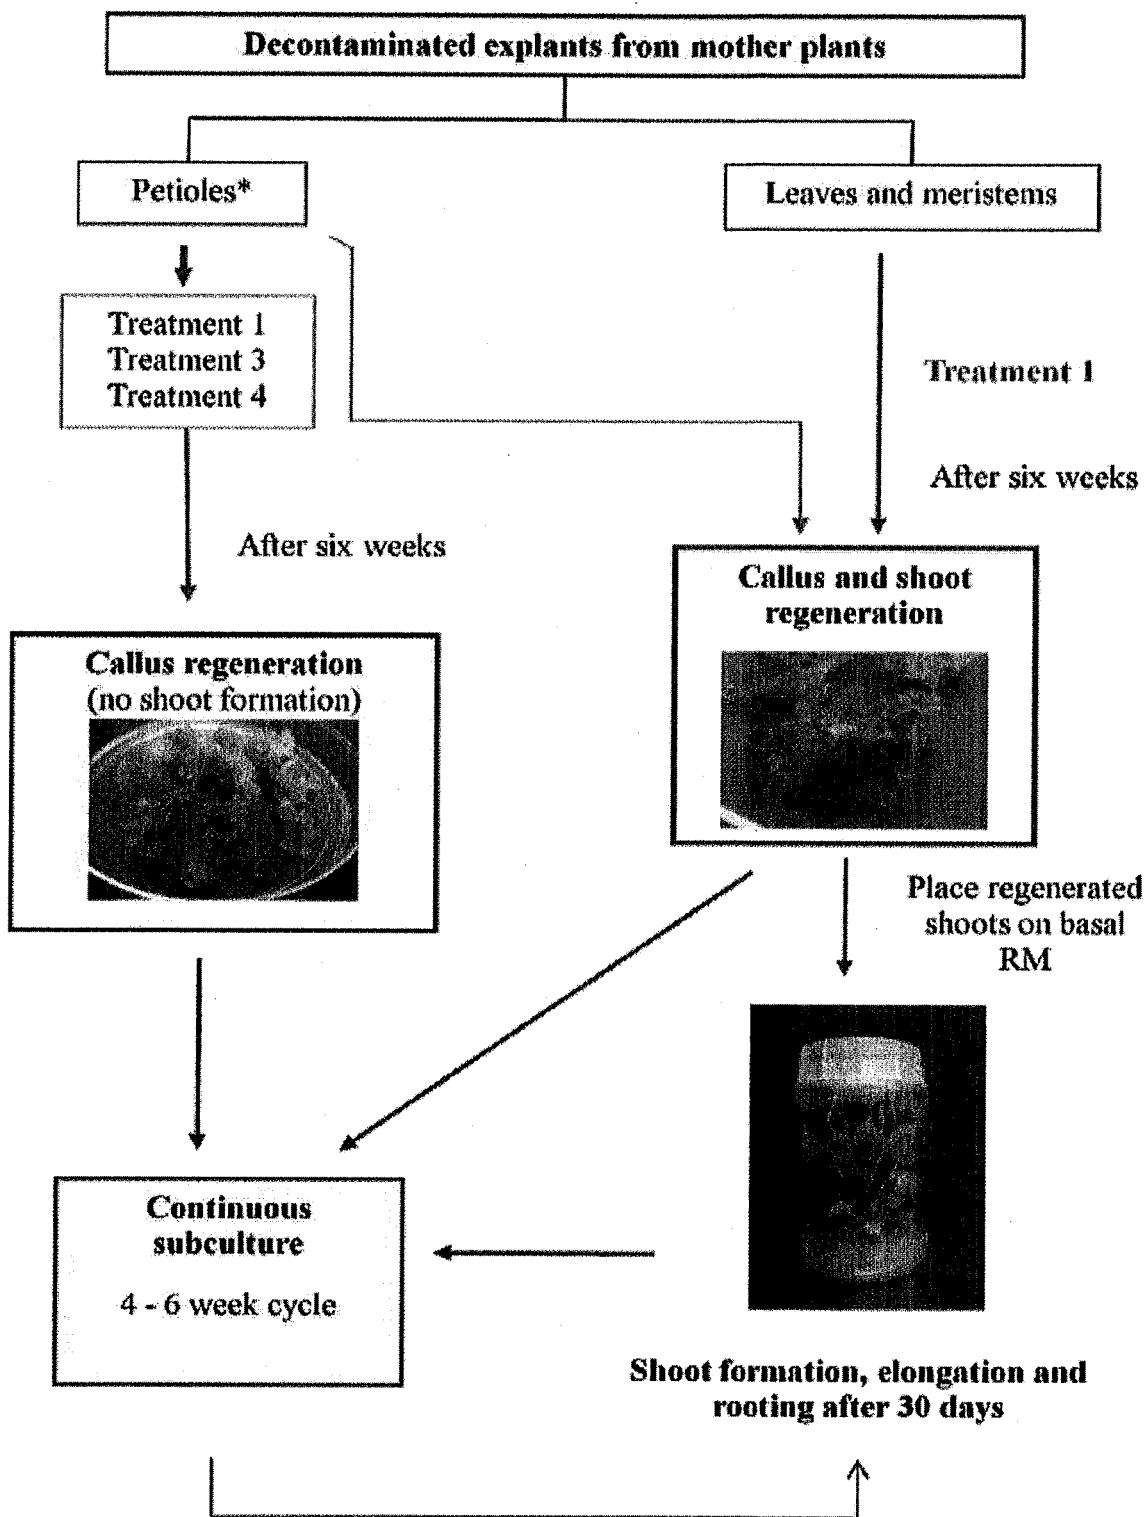 Decontaminated explants from mother plants
Petioles*
Leaves and meristems
Treatment 1
Treatment 3
Treatment 4
Treatment 1
After six weeks
After six weeks
Callus and shoot
regeneration
Callus regeneration
(no shoot formation)
Place regenerated
shoots on basal
RM
Continuous
subculture
4 - 6 week cycle
Shoot formation, elongation and
rooting after 30 days